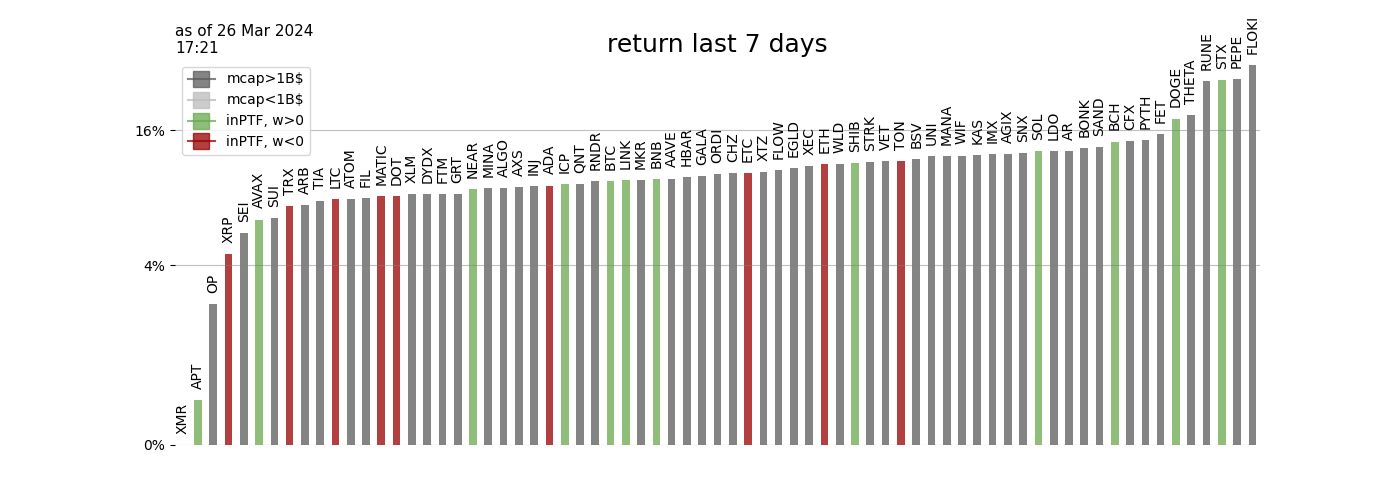 as of 26 Mar 2024
17:21
return last 7 days
mcap>1B$
mcap<1B$
inPTF, w>0
inPTF, w<0
16%
4%
0%
XMR
APT
OP
XRP
SEI
AVAX
SUI
TRX
ARB
TIA
LTC
ATOM
FIL
MATIC
DOT
XLM
DYDX
FTM
GRT
NEAR
MINA
ALGO
AXS
INJ
ADA
ICP
QNT
RNDR
BTC
LINK
MKR
BNB
AAVE
HBAR
GALA
ORDI
CHZ
ETC
XTZ
FLOW
EGLD
XEC
ETH
WLD
SHIB
STRK
VET
TON
BSV
UNI
MANA
WIF
KAS
IMX
AGIX
SNX
SOL
LDO
AR
BONK
SAND
BCH
CFX
PYTH
FET
DOGE
THETA
RUNE
STX
PEPE
FLOKI